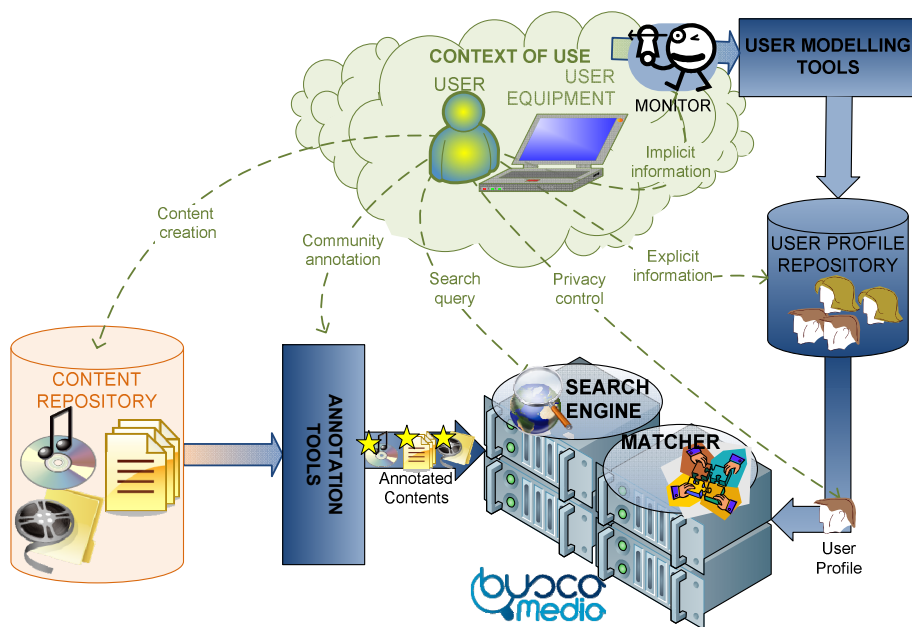 CONTEXT OF USE
USER
USER
EQUIPMENT
MONITOR
USER MODELLING
TOOLS
Implicit
information
Content
creation
Community
annotation
Search
query
Privacy
control
Explicit
information
USER PROFILE
REPOSITORY
CONTENT
REPOSITORY
ANNOTATION
TOOLS
Annotated
Contents
SEARCH
ENGINE
MATCHER
User
Profile
busca
media